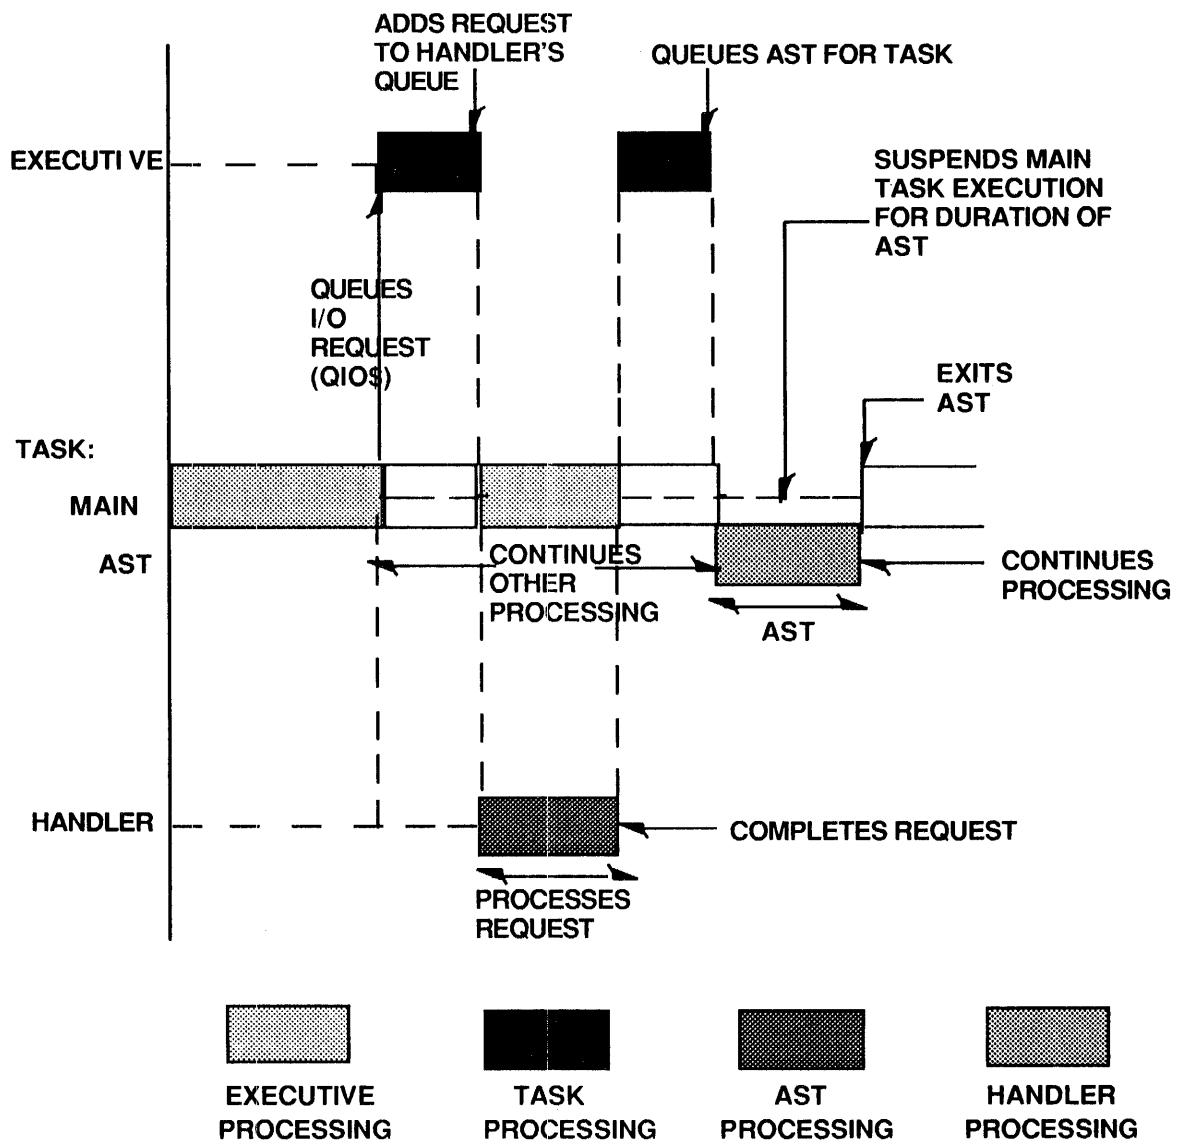 ADDS REQUEST
TO HANDLER'S
QUEUE
QUEUES AST FOR TASK
EXECUTIVE
SUSPENDS MAIN
TASK EXECUTION
FOR DURATION OF
AST
QUEUES
I/O
REQUEST
(QIO$)
EXITS
AST
TASK:
MAIN
AST
CONTINUES
OTHER
PROCESSING
CONTINUES
PROCESSING
AST
HANDLER
COMPLETES REQUEST
PROCESSES
REQUEST
EXECUTIVE
PROCESSING
TASK
PROCESSING
AST
PROCESSING
HANDLER
PROCESSING